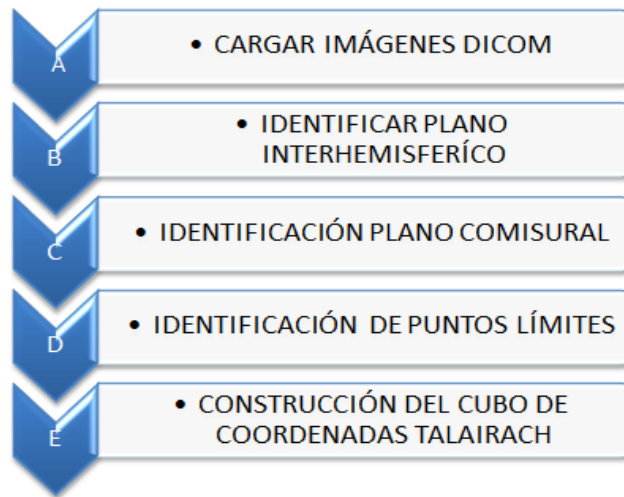 A
• CARGAR IMÁGENES DICOM
B
• IDENTIFICAR PLANO
INTERHEMISFERÍCO
C
• IDENTIFICACIÓN PLANO COMISURAL
D
• IDENTIFICACIÓN DE PUNTOS LÍMITES
E
• CONSTRUCCIÓN DEL CUBO DE
COORDENADAS TALAIRACH